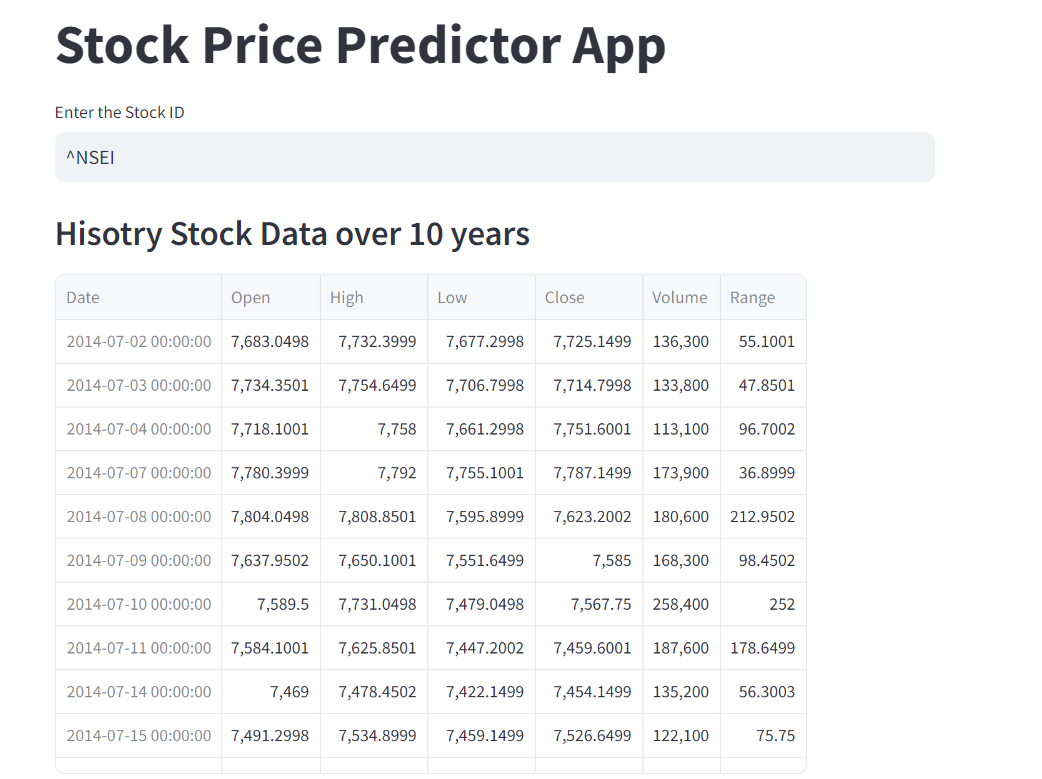 Stock Price Predictor App
Enter the Stock ID
^NSEI
Hisotry Stock Data over 10 years
Date Open High Low Close Volume Range
2014-07-02 00:00:00 7,683.0498 7,732.3999 7,677.2998 7,725.1499 136,300 55.1001
2014-07-03 00:00:00 7,734.3501 7,754.6499 7,706.7998 7,714.7998 133,800 47.8501
2014-07-04 00:00:00 7,718.1001 7,758 7,661.2998 7,751.6001 113,100 96.7002
2014-07-07 00:00:00 7,780.3999 7,792 7,755.1001 7,787.1499 173,900 36.8999
2014-07-08 00:00:00 7,804.0498 7,808.8501 7,595.8999 7,623.2002 180,600 212.9502
2014-07-09 00:00:00 7,637.9502 7,650.1001 7,551.6499 7,585 168,300 98.4502
2014-07-10 00:00:00 7,589.5 7,731.0498 7,479.0498 7,567.75 258,400 252
2014-07-11 00:00:00 7,584.1001 7,625.8501 7,447.2002 7,459.6001 187,600 178.6499
2014-07-14 00:00:00 7,469 7,478.4502 7,422.1499 7,454.1499 135,200 56.3003
2014-07-15 00:00:00 7,491.2998 7,534.8999 7,459.1499 7,526.6499 122,100 75.75